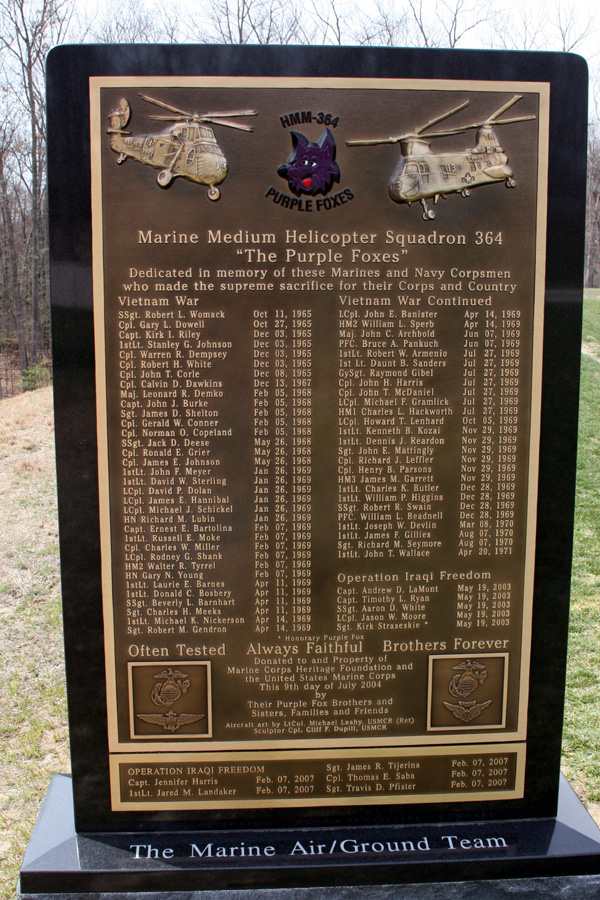 HMM-364
PURPLE FOXES
Marine Medium Helicopter Squadron 364
"The Purple Foxes"
Dedicated in memory of these Marines and Navy Corpsmen
who made the supreme sacrifice for their Corps and Country
Vietnam War
SSgt. Robert L. Womack Oct 11, 1965
Cpl. Gary L. Dowell Oct 27, 1965
Capt. Kirk I. Riley Dec 03, 1965
1stLt. Stanley G. Johnson Dec 03, 1965
Cpl. Warren R. Dempsey Dec 03, 1965
Cpl. Robert H. White Dec 03, 1965
Cpl. John T. Corle Dec 08, 1965
Cpl. Calvin D. Dawkins Dec 13, 1967
Maj. Leonard R. Demko Feb 05, 1968
Capt. John J. Burke Feb 05, 1968
Sgt. James D. Shelton Feb 05, 1968
Cpl. Gerald W. Conner Feb 05, 1968
Cpl. Norman O. Copeland Feb 05, 1968
SSgt. Jack D. Deese May 26, 1968
Cpl. Ronald E. Grier May 26, 1968
Cpl. James E. Johnson May 26, 1968
1stLt. John F. Meyer Jan 26, 1969
1stLt. David W. Sterling Jan 26, 1969
LCpl. David P. Dolan Jan 26, 1969
LCpl. James E. Hannibal Jan 26, 1969
LCpl. Michael J. Schickel Jan 26, 1969
HN Richard M. Lubin Jan 26, 1969
Capt. Ernest E. Bartolina Feb 07, 1969
1stLt. Russell E. Moke Feb 07, 1969
Cpl. Charles W. Miller Feb 07, 1969
LCpl. Rodney G. Shank Feb 07, 1969
HM2 Walter R. Tyrrel Feb 07, 1969
HN Gary N. Young Feb 07, 1969
1stLt. Laurie E. Barnes Apr 11, 1969
1stLt. Donald C. Bosbery Apr 11, 1969
SSgt. Beverly L. Barnhart Apr 11, 1969
Sgt. Charles H. Meeks Apr 11, 1969
1stLt. Michael K. Nickerson Apr 14, 1969
Sgt. Robert M. Gendron Apr 14, 1969
Vietnam War Continued
LCpl. John E. Banister Apr 14, 1969
HM2 William L. Sperb Apr 14, 1969
Maj. John C. Archbold Jun 07, 1969
PFC. Bruce A. Pankuch Jun 07, 1969
1stLt. Robert W. Armenio Jul 27, 1969
1st Lt. Daunt B. Sanders Jul 27, 1969
GySgt. Raymond Gibel Jul 27, 1969
Cpl. John H. Harris Jul 27, 1969
Cpl. John T. McDaniel Jul 27, 1969
LCpl. Michael F. Gramlick Jul 27, 1969
HM1 Charles L. Hackworth Jul 27, 1969
LCpl. Howard T. Lenhard Oct 05, 1969
1stLt. Kenneth B. Kozai Nov 29, 1969
1stLt. Dennis J. Reardon Nov 29, 1969
Sgt. John E. Mattingly Nov 29, 1969
Cpl. Richard J. Leffler Nov 29, 1969
Cpl. Henry B. Parsons Nov 29, 1969
HM3 James M. Garrett Nov 29, 1969
1stLt. Charles K. Butler Dec 28, 1969
1stLt. William P. Higgins Dec 28, 1969
SSgt. Robert R. Swain Dec 28, 1969
PFC. William L. Beadnell Dec 28, 1969
1stLt. Joseph W. Devlin Mar 08, 1970
1stLt. James F. Gillies Aug 07, 1970
Sgt. Richard M. Seymore Aug 07, 1970
1stLt. John T. Wallace Apr 20, 1971
Operation Iraqi Freedom
Capt. Andrew D. LaMont May 19, 2003
Capt. Timothy L. Ryan May 19, 2003
SSgt. Aaron D. White May 19, 2003
LCpl. Jason W. Moore May 19, 2003
Sgt. Kirk Straseskie * May 19, 2003
* Honorary Purple Fox
Often Tested Always Faithful Brothers Forever
Donated to and Property of
Marine Corps Heritage Foundation and
the United States Marine Corps
This 9th day of July 2004
by
Their Purple Fox Brothers and
Sisters, Families and Friends
Aircraft art by LtCol. Michael Leahy, USMCR (Ret)
Sculptor Cpl. Cliff F. Dupill, USMCR
OPERATION IRAQI FREEDOM Sgt. James R. Tijerina Feb. 07, 2007
Capt. Jennifer Harris Feb. 07, 2007 Cpl. Thomas E. Saba Feb. 07, 2007
1stLt. Jared M. Landaker Feb. 07, 2007 Sgt. Travis D. Pfister Feb. 07, 2007
The Marine Air/Ground Team